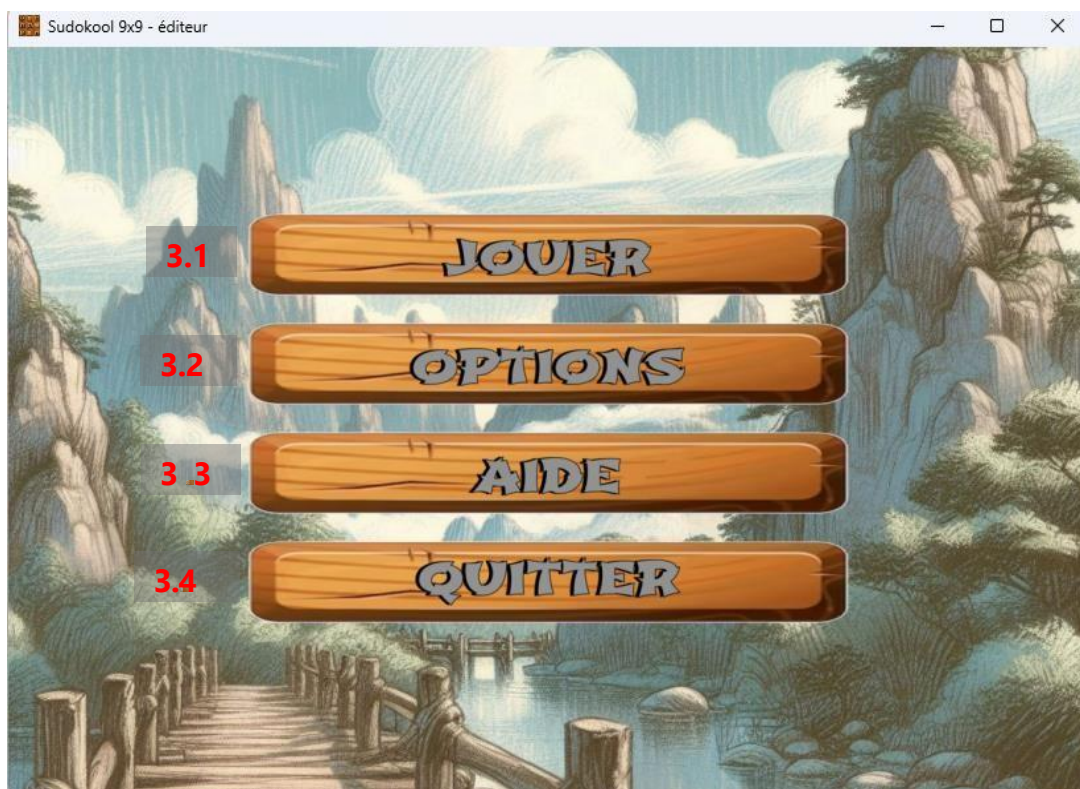 Sudokool 9x9 - éditeur
3.1 JOUER
3.2 OPTIONS
3.3 AIDE
3.4 QUITTER